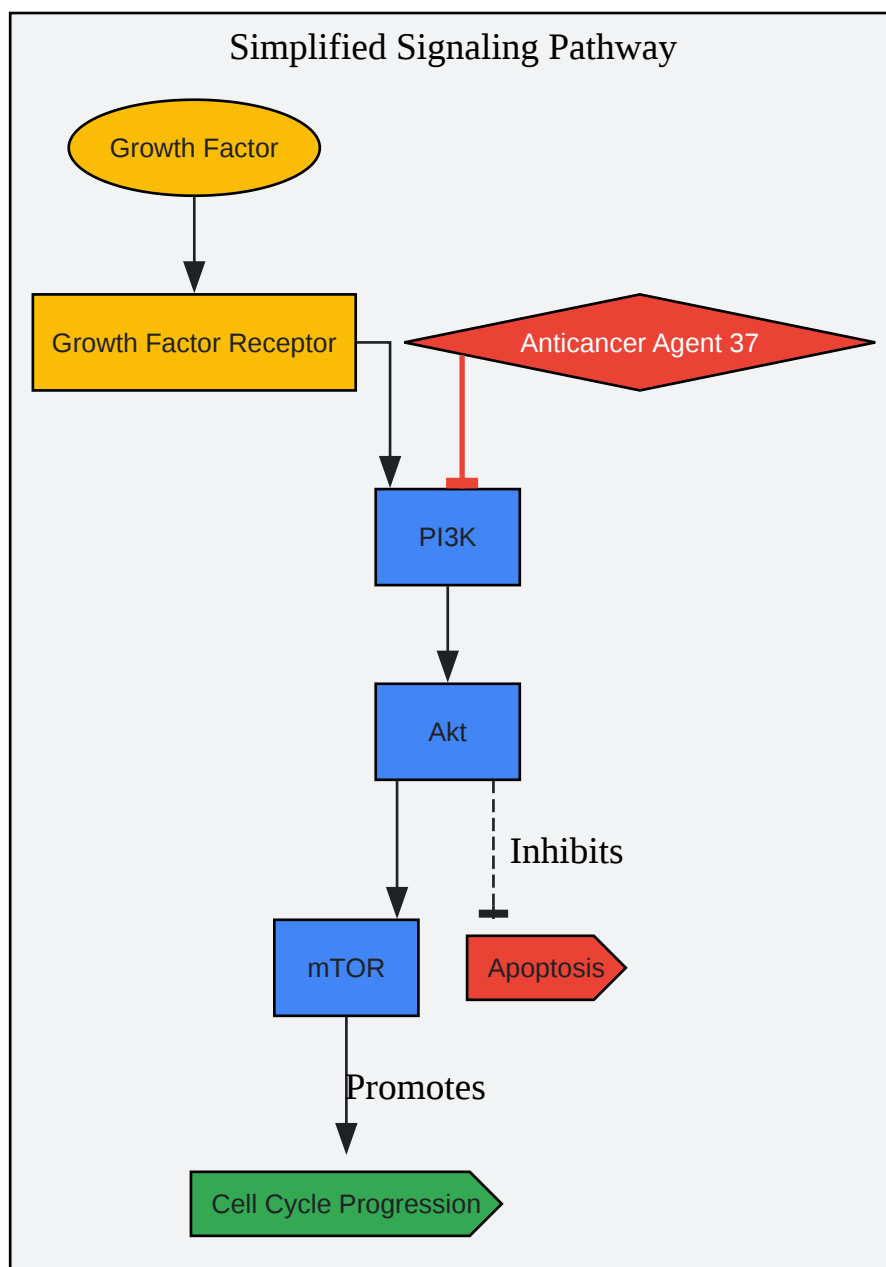 Simplified Signaling Pathway
Growth Factor
Growth Factor Receptor
Anticancer Agent 37
PI3K
Akt
Inhibits
mTOR
Apoptosis
Promotes
Cell Cycle Progression